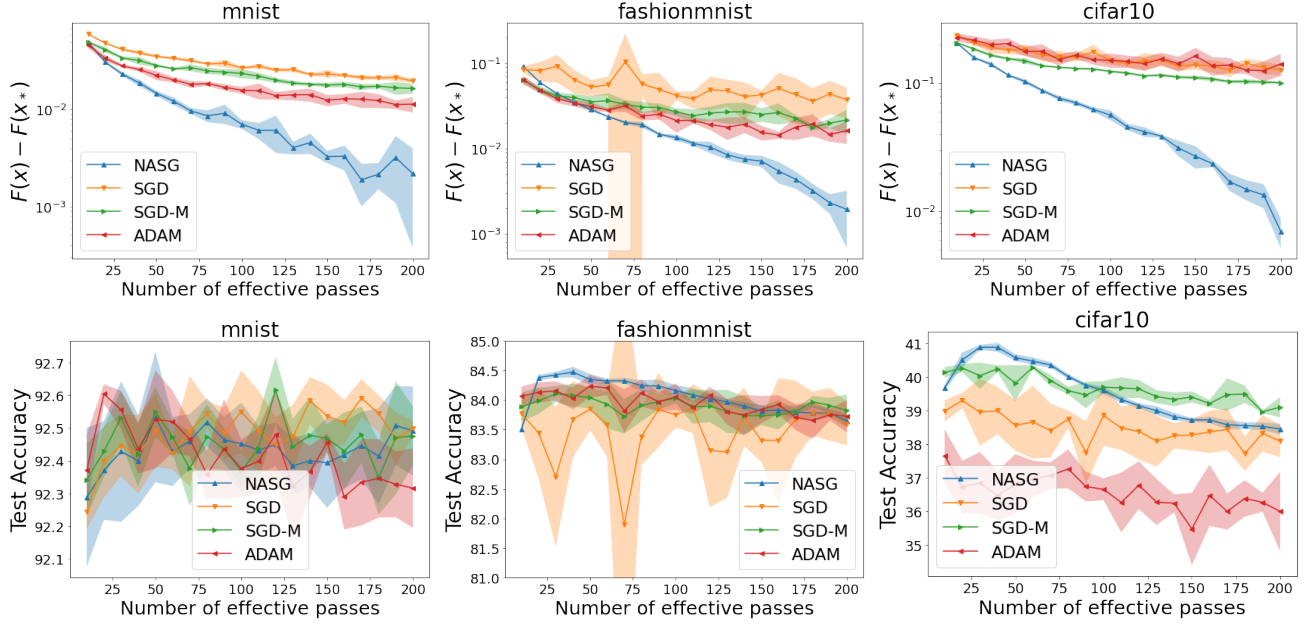 mnist
F(x) − F(x*)
10⁻²
10⁻³
NASG
SGD
SGD-M
ADAM
25 50 75 100 125 150 175 200
Number of effective passes
fashionmnist
F(x) − F(x*)
10⁻¹
10⁻²
10⁻³
NASG
SGD
SGD-M
ADAM
25 50 75 100 125 150 175 200
Number of effective passes
cifar10
F(x) − F(x*)
10⁻¹
10⁻²
NASG
SGD
SGD-M
ADAM
25 50 75 100 125 150 175 200
Number of effective passes
mnist
Test Accuracy
92.7
92.6
92.5
92.4
92.3
92.2
92.1
NASG
SGD
SGD-M
ADAM
25 50 75 100 125 150 175 200
Number of effective passes
fashionmnist
Test Accuracy
85.0
84.5
84.0
83.5
83.0
82.5
82.0
81.5
81.0
NASG
SGD
SGD-M
ADAM
25 50 75 100 125 150 175 200
Number of effective passes
cifar10
Test Accuracy
41
40
39
38
37
36
35
NASG
SGD
SGD-M
ADAM
25 50 75 100 125 150 175 200
Number of effective passes